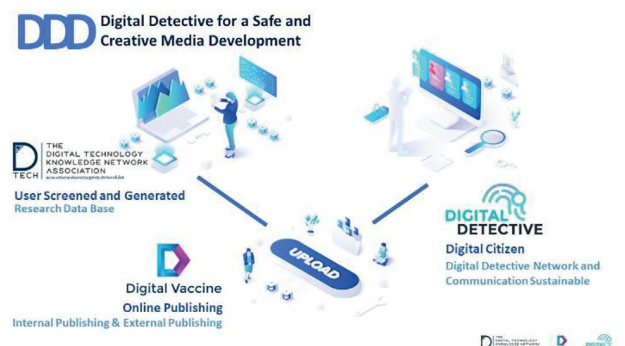 DDD Digital Detective for a Safe and
Creative Media Development
D TECH
THE
DIGITAL TECHNOLOGY
KNOWLEDGE NETWORK
ASSOCIATION
User Screened and Generated
Research Data Base
DIGITAL
DETECTIVE
Digital Citizen
Digital Detective Network and
Communication Sustainable
UPLOAD
Digital Vaccine
Online Publishing
Internal Publishing & External Publishing